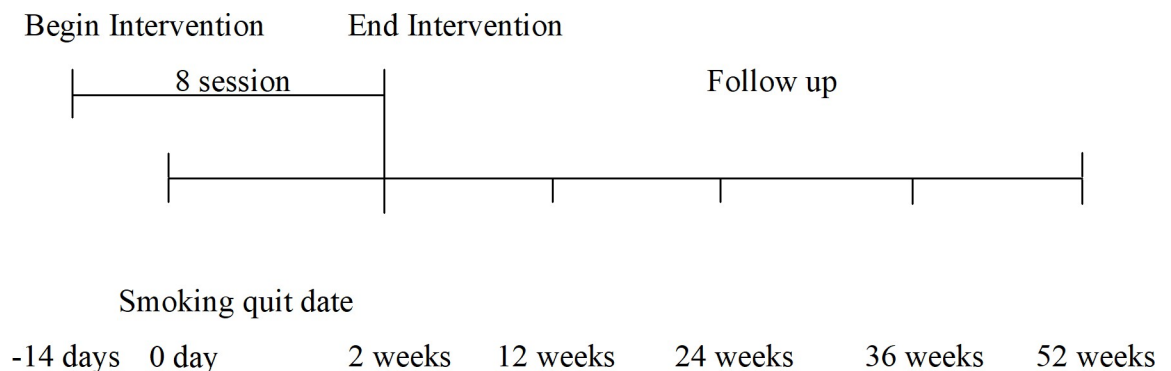 Begin Intervention End Intervention
8 session Follow up
Smoking quit date
-14 days 0 day 2 weeks 12 weeks 24 weeks 36 weeks 52 weeks